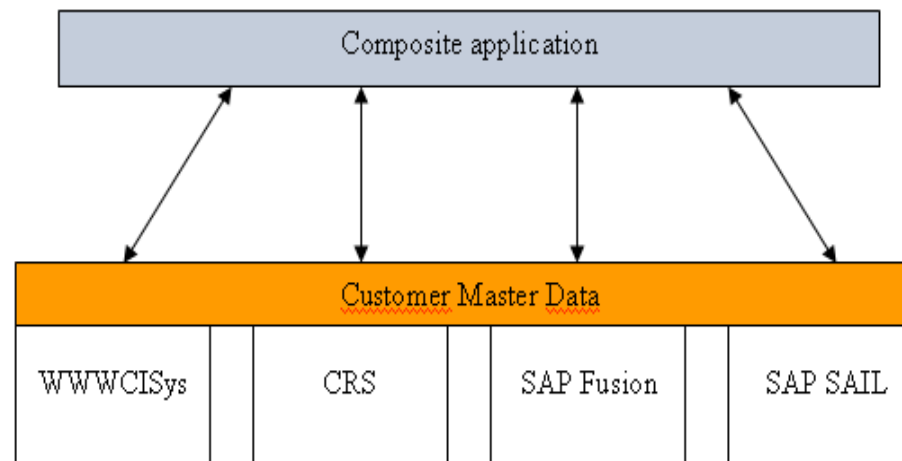 Composite application
Customer Master Data
WWWCISys
CRS
SAP Fusion
SAP SAIL